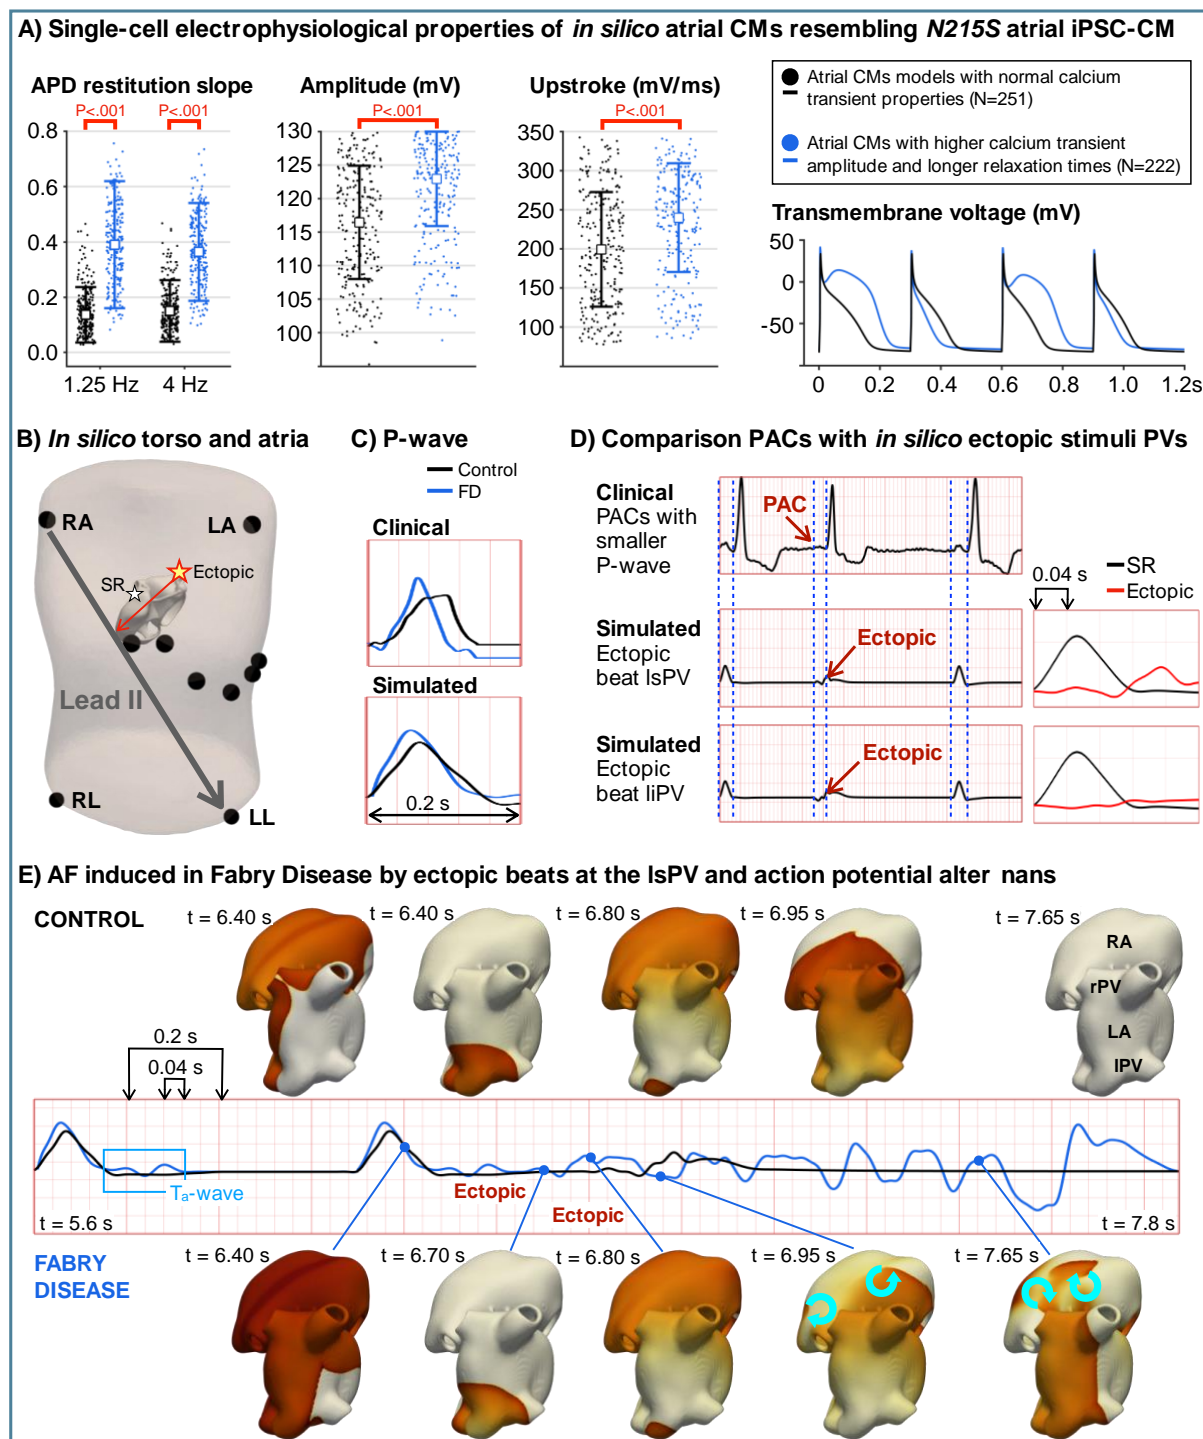 A) Single-cell electrophysiological properties of in silico atrial CMs resembling N215S atrial iPSC-CM
APD restitution slope
P<.001
P<.001
0.8
0.6
0.4
0.2
0.0
1.25 Hz
4 Hz
Amplitude (mV)
P<.001
130
125
120
115
110
105
100
Upstroke (mV/ms)
P<.001
350
300
250
200
150
100
Atrial CMs models with normal calcium
transient properties (N=251)
Atrial CMs with higher calcium transient
amplitude and longer relaxation times (N=222)
Transmembrane voltage (mV)
50
0
-50
0
0.2
0.4
0.6
0.8
1.0
1.2s
B) In silico torso and atria
RA
LA
SR
Ectopic
Lead II
RL
LL
C) P-wave
Control
FD
Clinical
Simulated
0.2 s
D) Comparison PACs with in silico ectopic stimuli PVs
Clinical
PACs with
smaller
P-wave
PAC
SR
Ectopic
0.04 s
Simulated
Ectopic
beat lsPV
Ectopic
Simulated
Ectopic
beat liPV
Ectopic
E) AF induced in Fabry Disease by ectopic beats at the lsPV and action potential alter nans
CONTROL
t = 6.40 s
t = 6.40 s
t = 6.80 s
t = 6.95 s
t = 7.65 s
RA
rPV
LA
lPV
0.2 s
0.04 s
Ta-wave
Ectopic
Ectopic
t = 5.6 s
t = 7.8 s
FABRY
DISEASE
t = 6.40 s
t = 6.70 s
t = 6.80 s
t = 6.95 s
t = 7.65 s